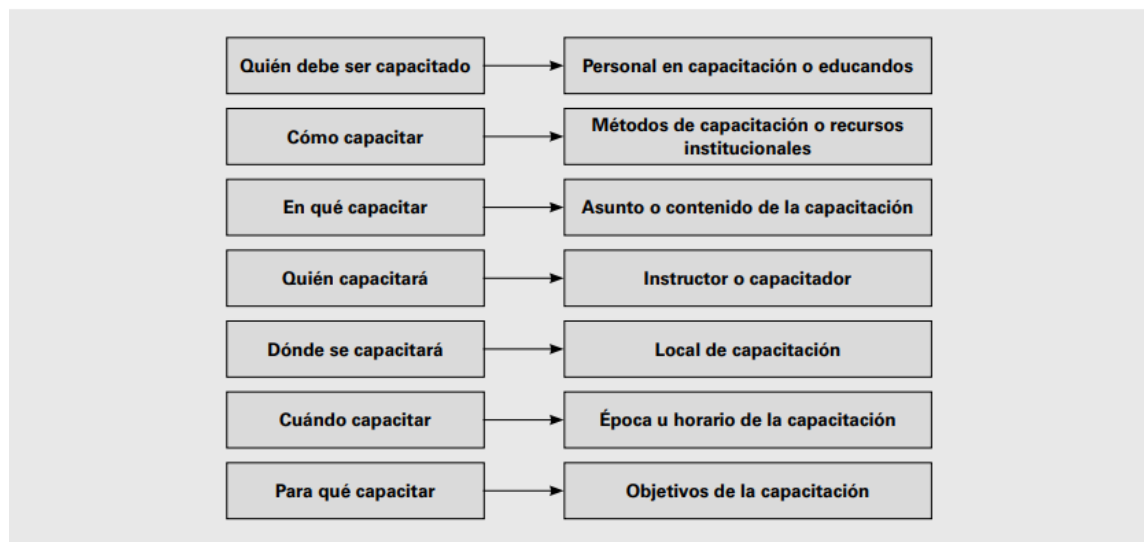 Quién debe ser capacitado
Personal en capacitación o educandos
Cómo capacitar
Métodos de capacitación o recursos
institucionales
En qué capacitar
Asunto o contenido de la capacitación
Quién capacitará
Instructor o capacitador
Dónde se capacitará
Local de capacitación
Cuándo capacitar
Época u horario de la capacitación
Para qué capacitar
Objetivos de la capacitación